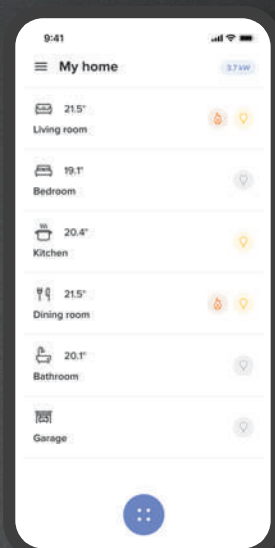 9:41
My home
3.7 kW
21.5°
Living room
19.1°
Bedroom
20.4°
Kitchen
21.5°
Dining room
20.1°
Bathroom
Garage